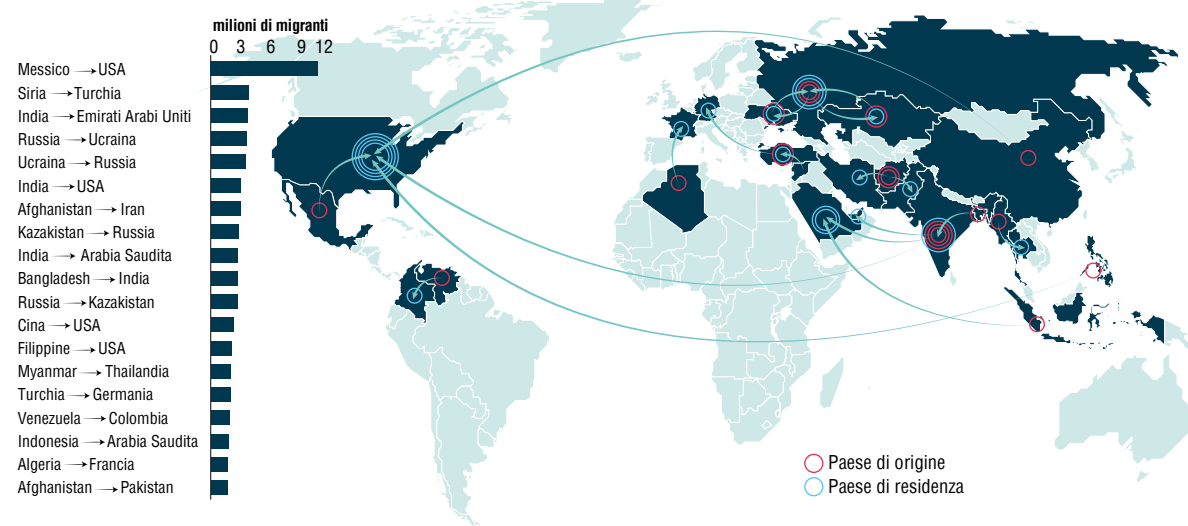 milioni di migranti
0 3 6 9 12
Messico → USA
Siria → Turchia
India → Emirati Arabi Uniti
Russia → Ucraina
Ucraina → Russia
India → USA
Afghanistan → Iran
Kazakistan → Russia
India → Arabia Saudita
Bangladesh → India
Russia → Kazakistan
Cina → USA
Filippine → USA
Myanmar → Thailandia
Turchia → Germania
Venezuela → Colombia
Indonesia → Arabia Saudita
Algeria → Francia
Afghanistan → Pakistan
Paese di origine
Paese di residenza